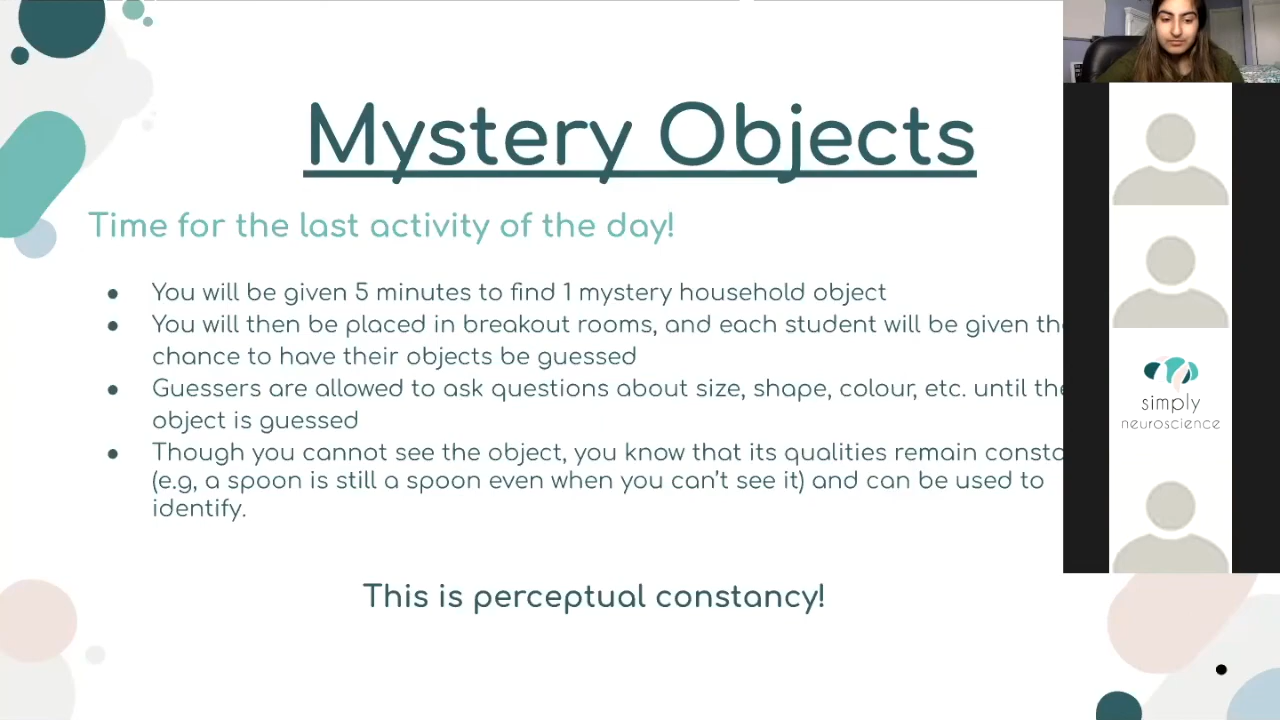 Mystery Objects
Time for the last activity of the day!
● You will be given 5 minutes to find 1 mystery household object
● You will then be placed in breakout rooms, and each student will be given
chance to have their objects be guessed
● Guessers are allowed to ask questions about size, shape, colour, etc. until
object is guessed
● Though you cannot see the object, you know that its qualities remain
(e.g, a spoon is still a spoon even when you can't see it) and can be used to
identify.
This is perceptual constancy!
simply
neuroscience